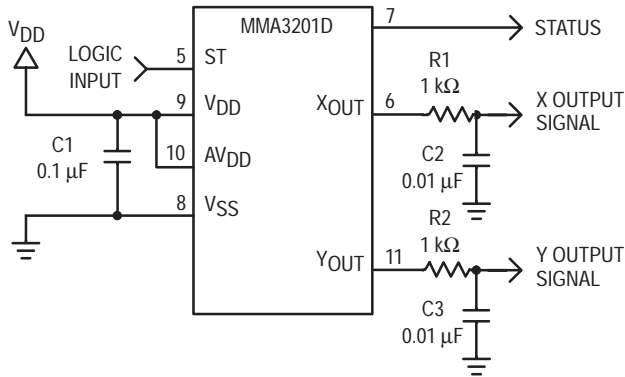 VDD
LOGIC
INPUT
5
ST
MMA3201D
7
STATUS
9
VDD
XOUT
6
R1
1 kΩ
X OUTPUT
SIGNAL
C1
0.1 μF
10
AVDD
C2
0.01 μF
8
VSS
YOUT
11
R2
1 kΩ
Y OUTPUT
SIGNAL
C3
0.01 μF